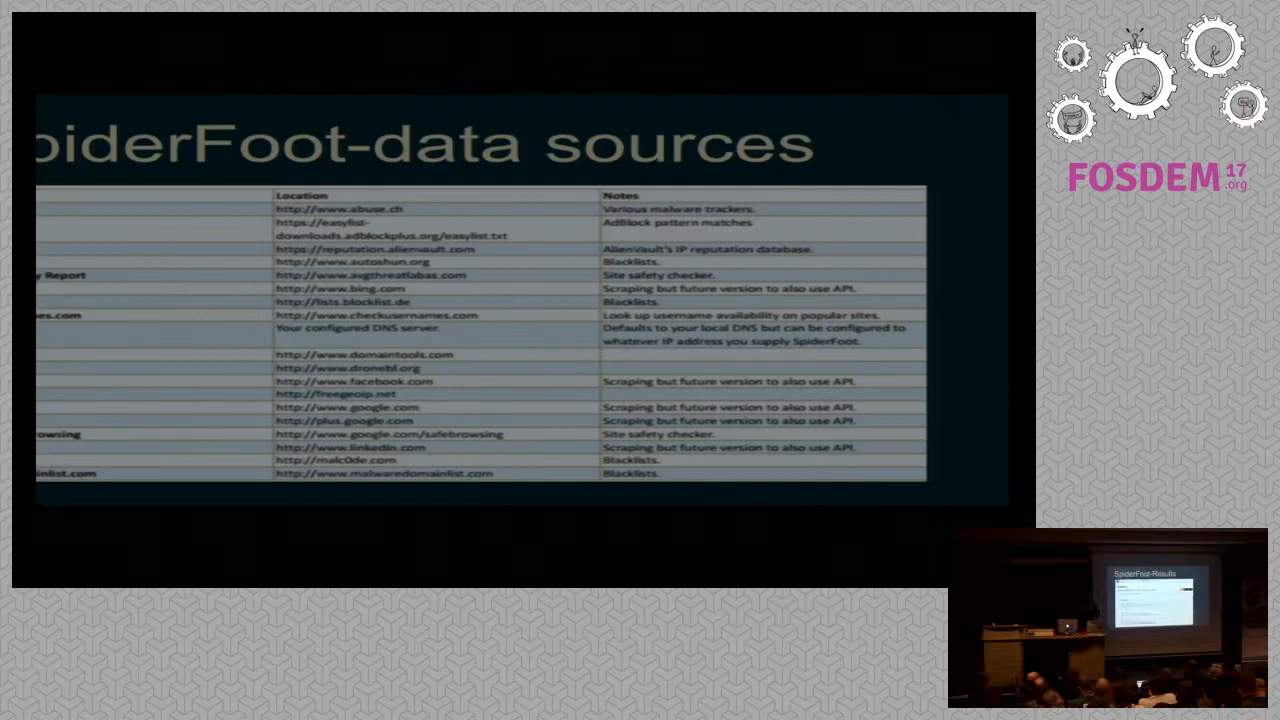 piderFoot-data sources
Location Notes
http://www.abuse.ch Various malware trackers.
https://easylist- AdBlock pattern matches
downloads.adblockplus.org/easylist.txt
https://reputation.alienvault.com AlienVault's IP reputation database.
http://www.autoshun.org Blacklists.
y Report http://www.avgthreatlabas.com Site safety checker.
http://www.bing.com Scraping but future version to also use API.
http://lists.blocklist.de Blacklists.
nes.com http://www.checkusernames.com Look up username availability on popular sites.
Your configured DNS server. Defaults to your local DNS but can be configured to
whatever IP address you supply SpiderFoot.
http://www.domaintools.com
http://www.dronebl.org
http://www.facebook.com Scraping but future version to also use API.
http://freegeoip.net
http://www.google.com Scraping but future version to also use API.
http://plus.google.com Scraping but future version to also use API.
rowsing http://www.google.com/safebrowsing Site safety checker.
http://www.linkedin.com Scraping but future version to also use API.
http://malc0de.com Blacklists.
inlist.com http://www.malwaredomainlist.com Blacklists.
FOSDEM 17
.org
SpiderFoot-Results